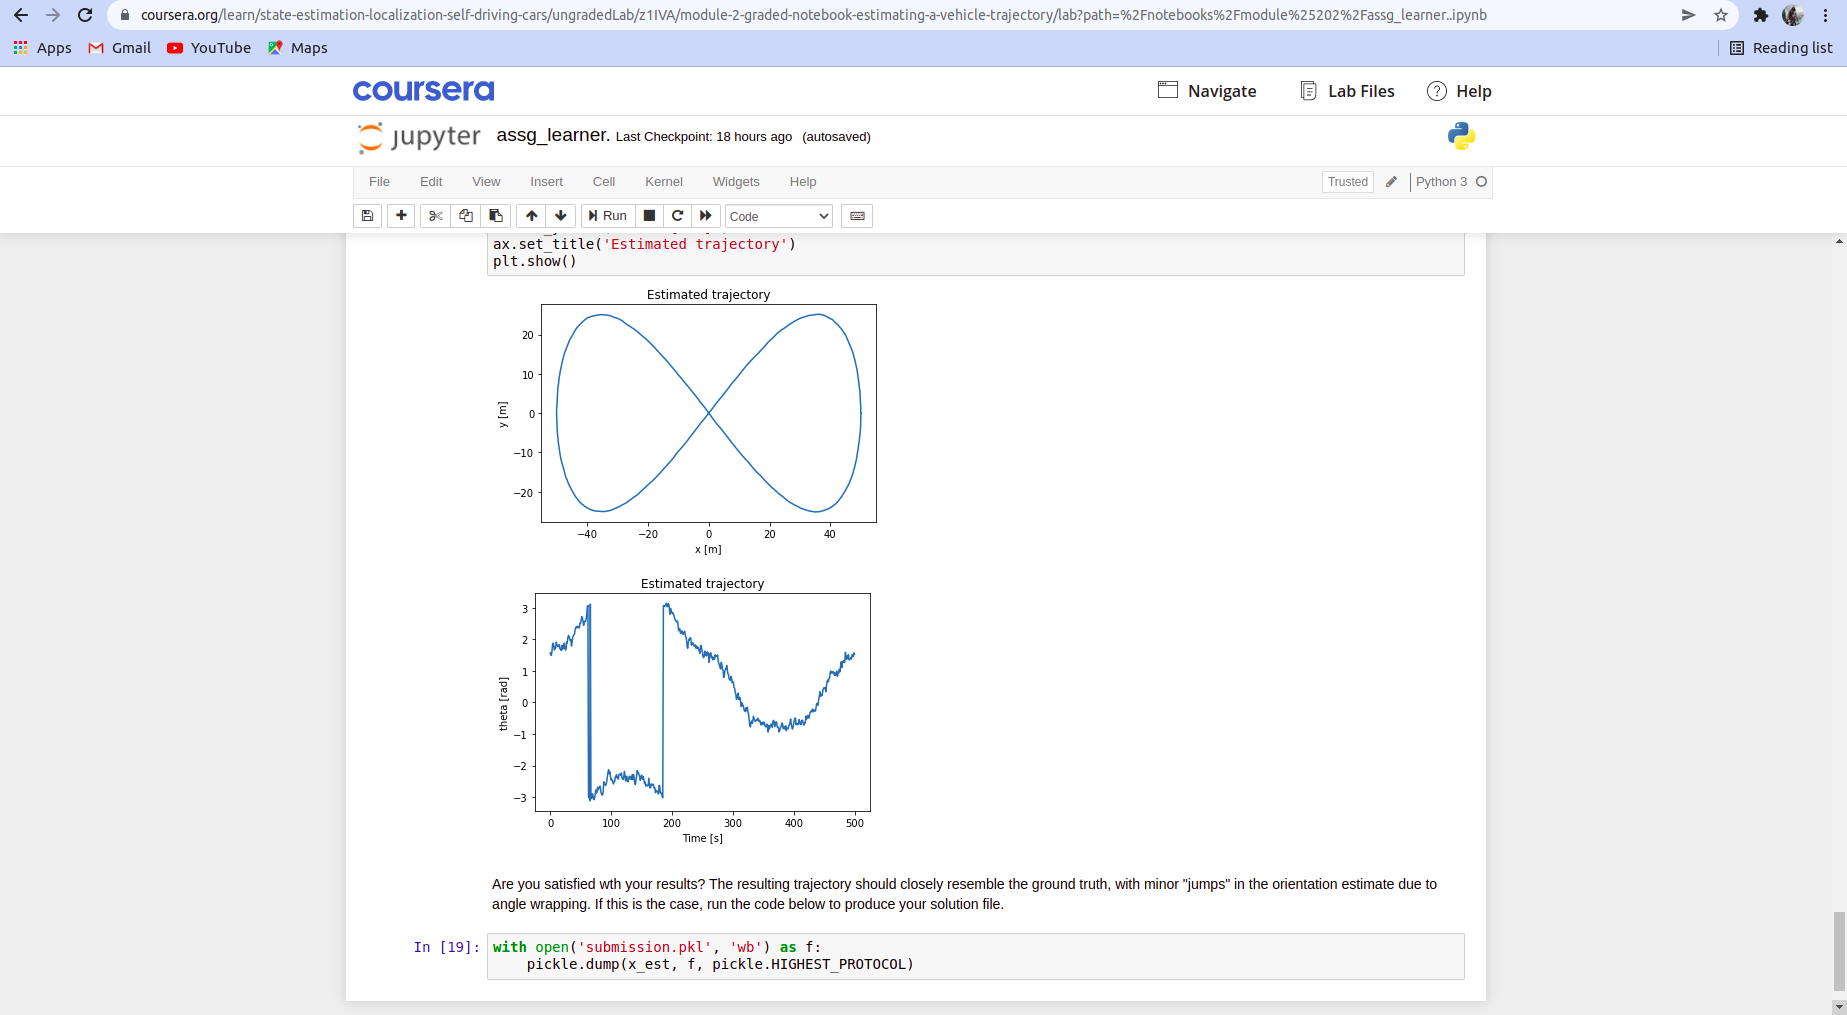 coursera.org/learn/state-estimation-localization-self-driving-cars/ungradedLab/z1IVA/module-2-graded-notebook-estimating-a-vehicle-trajectory/lab?path=%2Fnotebooks%2Fmodule%25202%2Fassg_learner..ipynb
Apps Gmail YouTube Maps Reading list
coursera Navigate Lab Files Help
jupyter assg_learner. Last Checkpoint: 18 hours ago (autosaved)
File Edit View Insert Cell Kernel Widgets Help Trusted Python 3
Run Code
ax.set_title('Estimated trajectory')
plt.show()
Estimated trajectory
20
10
0
−10
−20
y [m]
−40 −20 0 20 40
x [m]
Estimated trajectory
3
2
1
0
−1
−2
−3
theta [rad]
0 100 200 300 400 500
Time [s]
Are you satisfied wth your results? The resulting trajectory should closely resemble the ground truth, with minor "jumps" in the orientation estimate due to
angle wrapping. If this is the case, run the code below to produce your solution file.
In [19]: with open('submission.pkl', 'wb') as f:
pickle.dump(x_est, f, pickle.HIGHEST_PROTOCOL)